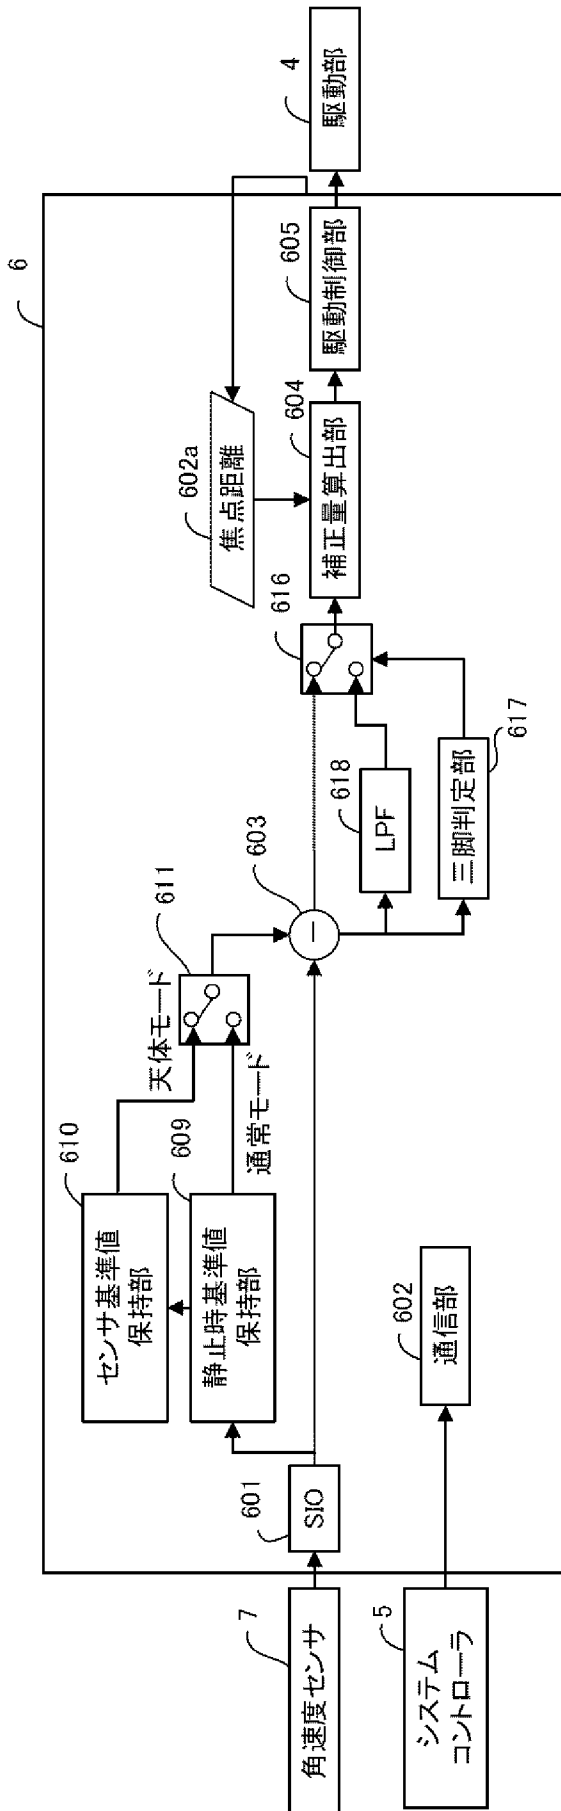 6
角速度センサ
7
システム
コントローラ
5
SIO
601
通信部
602
センサ基準値
保持部
610
静止時基準値
保持部
609
天体モード
通常モード
611
603
−
LPF
618
三脚判定部
617
616
焦点距離
602a
補正量算出部
604
駆動制御部
605
駆動部
4